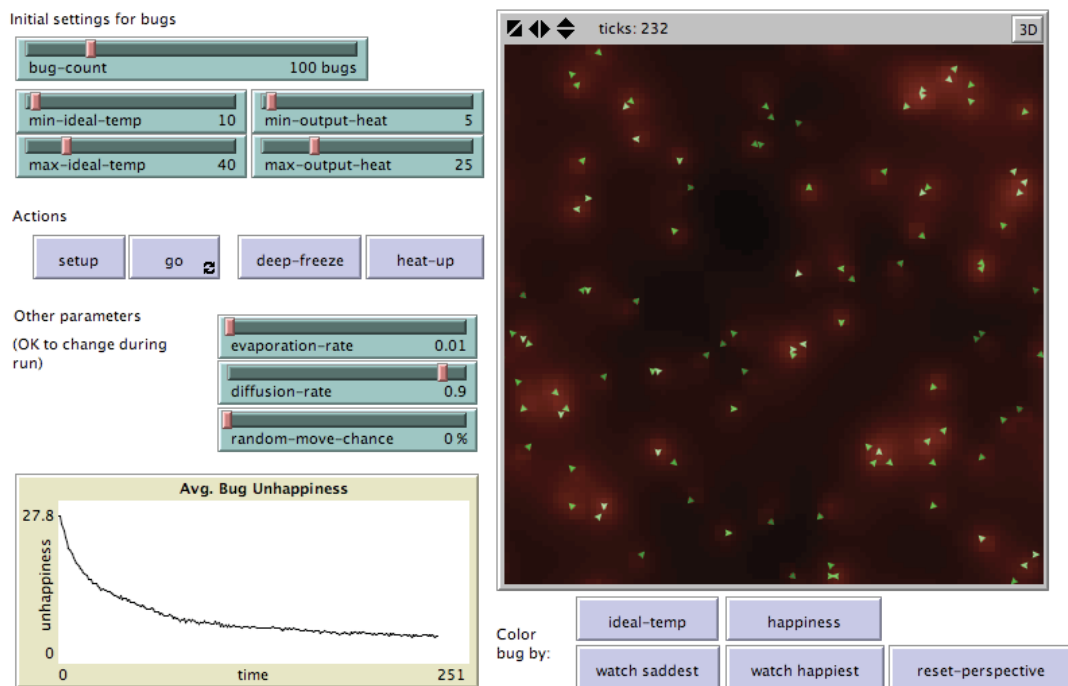 Initial settings for bugs
bug-count 100 bugs
min-ideal-temp 10
min-output-heat 5
max-ideal-temp 40
max-output-heat 25
Actions
setup
go
deep-freeze
heat-up
Other parameters
(OK to change during
run)
evaporation-rate 0.01
diffusion-rate 0.9
random-move-chance 0 %
Avg. Bug Unhappiness
27.8
unhappiness
0
0
time
251
ticks: 232
3D
Color
bug by:
ideal-temp
happiness
watch saddest
watch happiest
reset-perspective